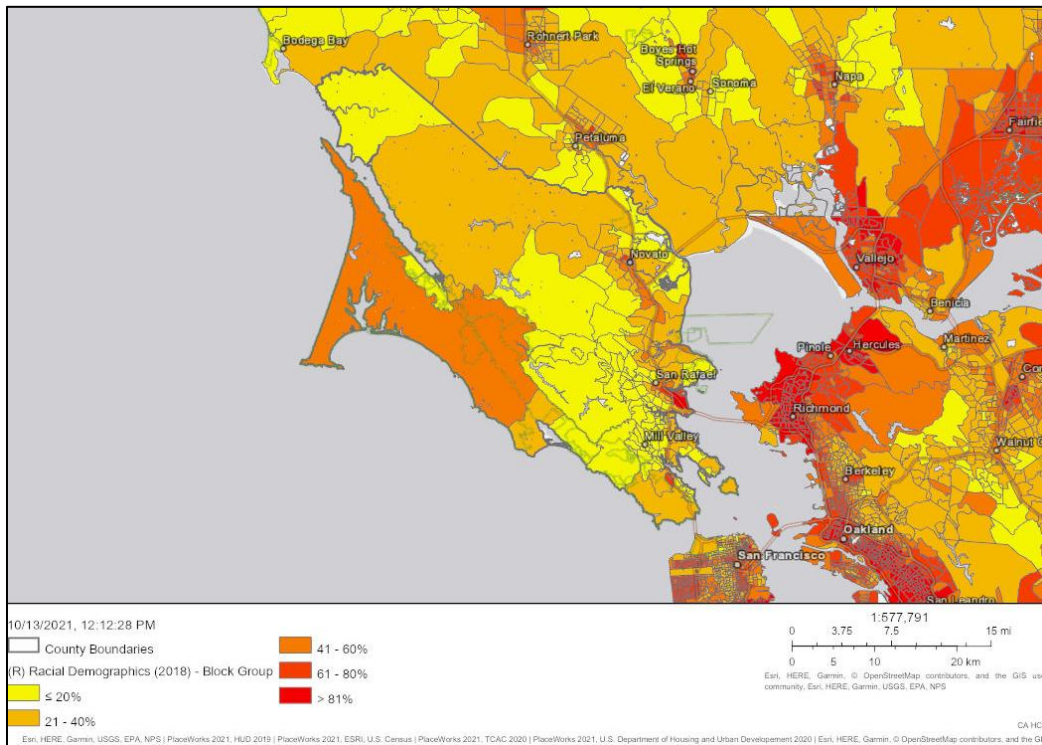 Bodega Bay
Rohnert Park
Boyes Hot
Springs
El Verano
Sonoma
Napa
Fairfie
Petaluma
Novato
Vallejo
Benicia
Martinez
Pinole
Hercules
Con
San Rafael
Richmond
Mill Valley
Walnut C
Berkeley
Oakland
San Francisco
San Leandro
10/13/2021, 12:12:28 PM
County Boundaries
(R) Racial Demographics (2018) - Block Group
≤ 20%
21 - 40%
41 - 60%
61 - 80%
> 81%
1:577,791
0 3.75 7.5 15 mi
0 5 10 20 km
Esri, HERE, Garmin, © OpenStreetMap contributors, and the GIS use
community, Esri, HERE, Garmin, USGS, EPA, NPS
CA HC
Esri, HERE, Garmin, USGS, EPA, NPS | PlaceWorks 2021, HUD 2019 | PlaceWorks 2021, ESRI, U.S. Census | PlaceWorks 2021, TCAC 2020 | PlaceWorks 2021, U.S. Department of Housing and Urban Developement 2020 | Esri, HERE, Garmin, © OpenStreetMap contributors, and the GI